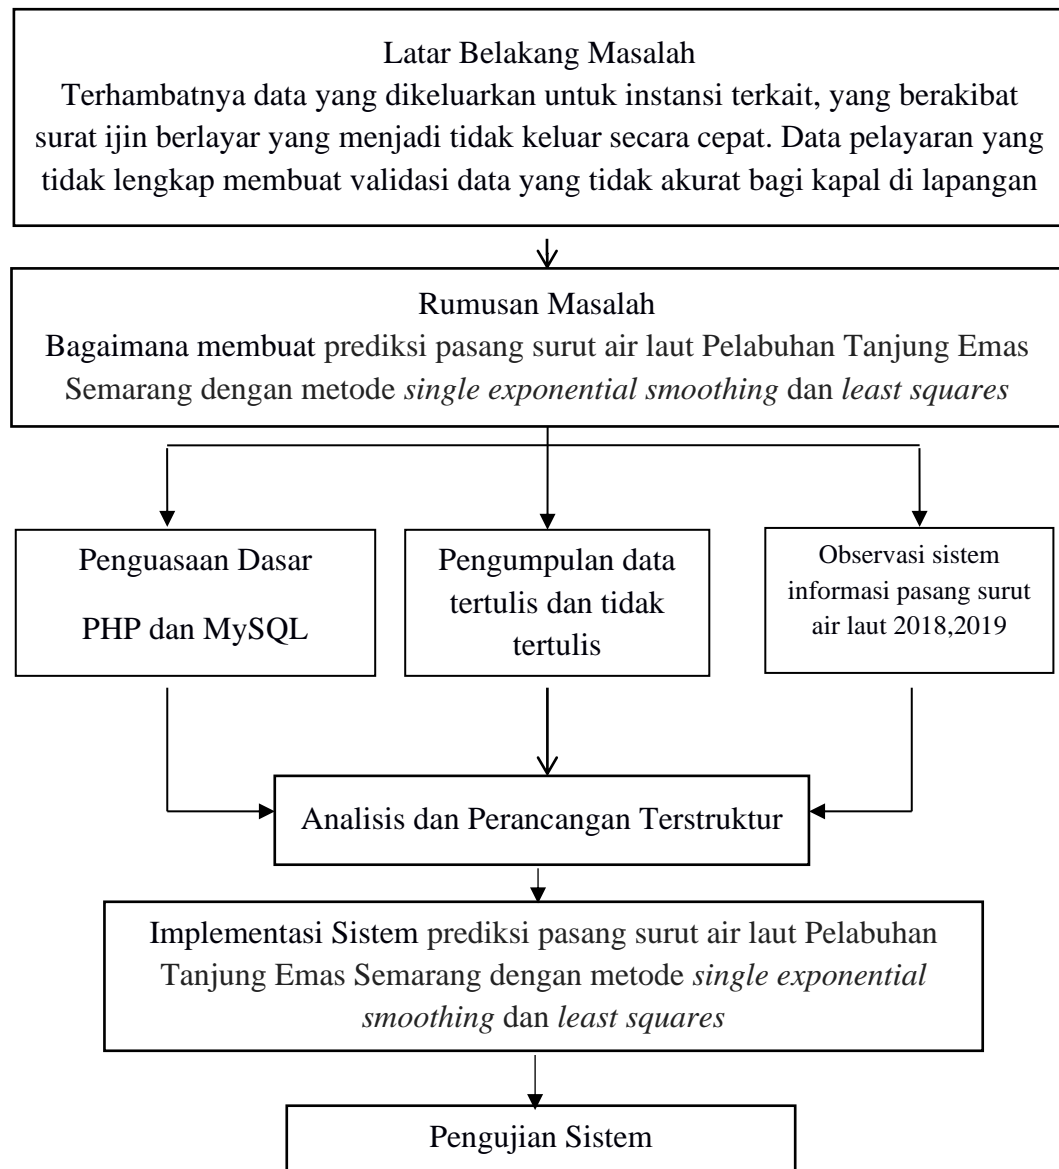 Latar Belakang Masalah
Terhambatnya data yang dikeluarkan untuk instansi terkait, yang berakibat
surat ijin berlayar yang menjadi tidak keluar secara cepat. Data pelayaran yang
tidak lengkap membuat validasi data yang tidak akurat bagi kapal di lapangan
Rumusan Masalah
Bagaimana membuat prediksi pasang surut air laut Pelabuhan Tanjung Emas
Semarang dengan metode single exponential smoothing dan least squares
Penguasaan Dasar
PHP dan MySQL
Pengumpulan data
tertulis dan tidak
tertulis
Observasi sistem
informasi pasang surut
air laut 2018,2019
Analisis dan Perancangan Terstruktur
Implementasi Sistem prediksi pasang surut air laut Pelabuhan
Tanjung Emas Semarang dengan metode single exponential
smoothing dan least squares
Pengujian Sistem